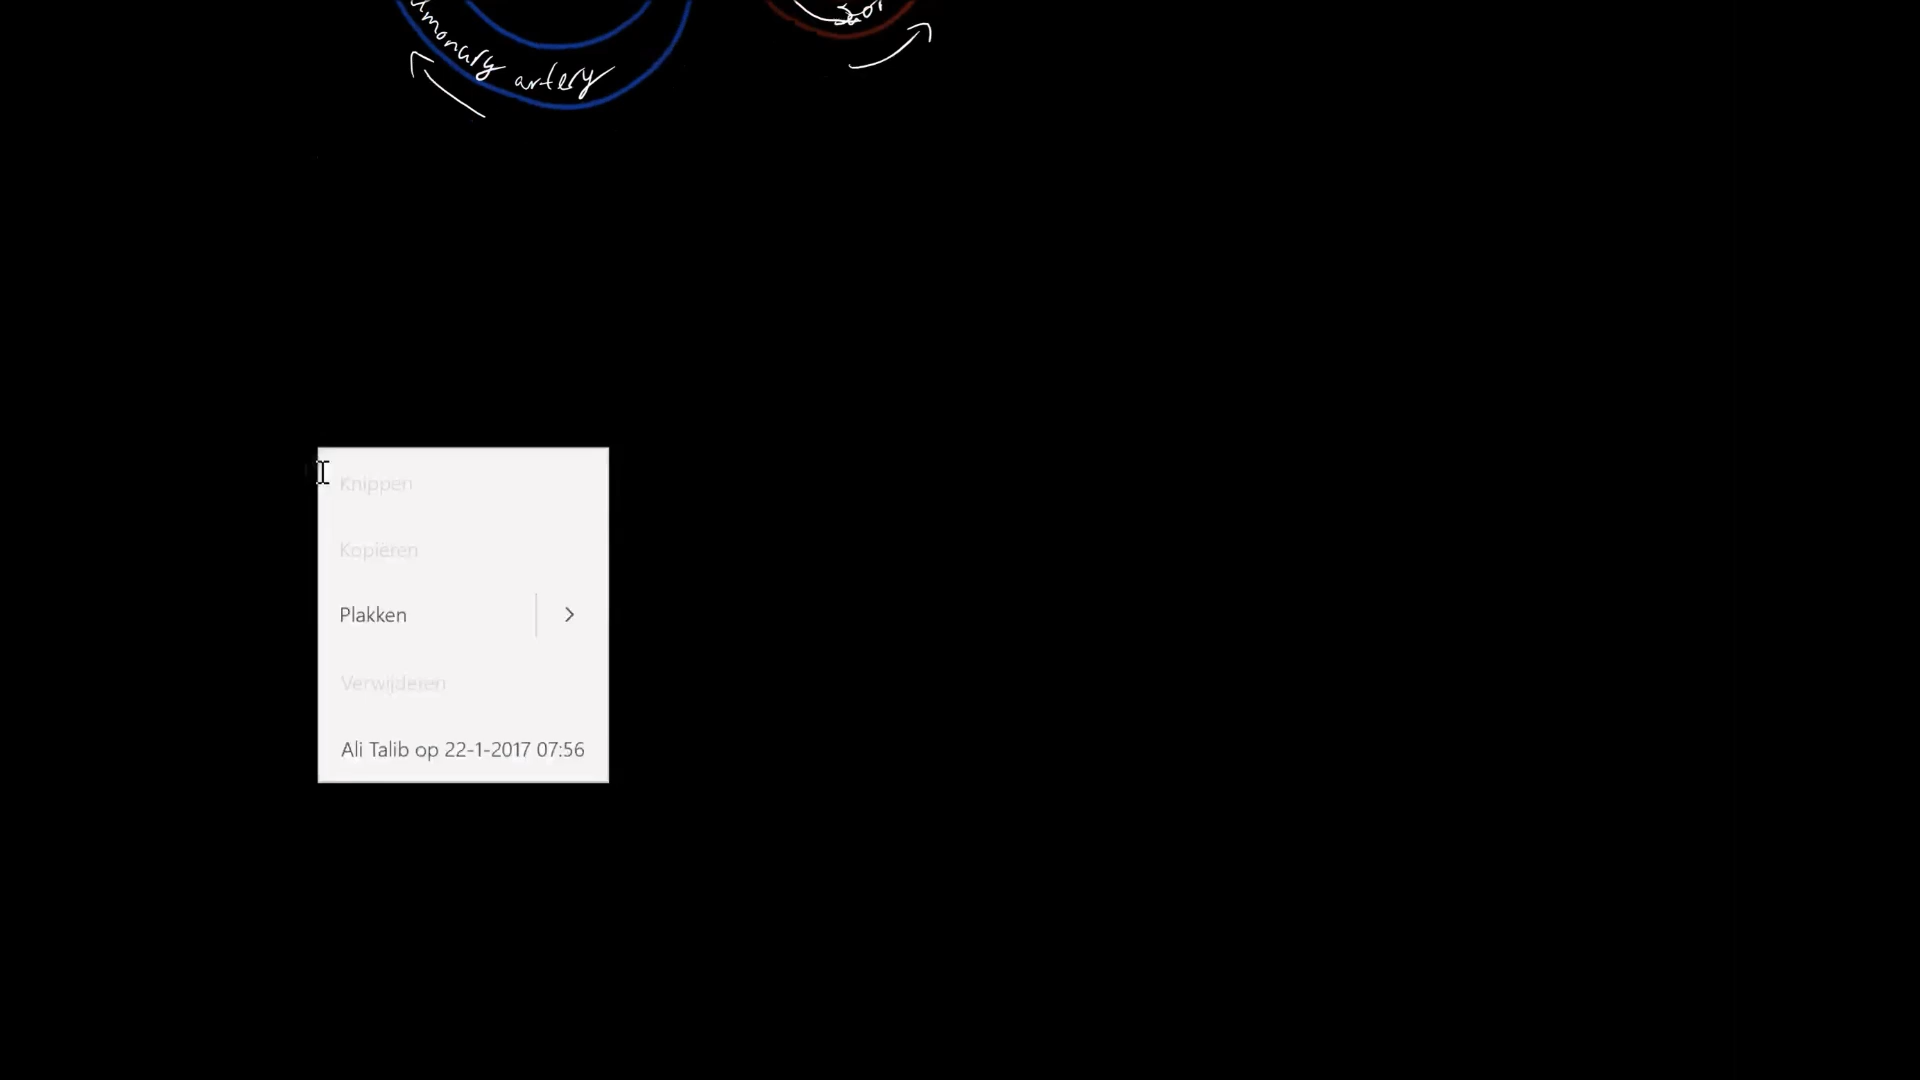 artery
Knippen
Kopiëren
Plakken
Verwijderen
Ali Talib op 22-1-2017 07:56